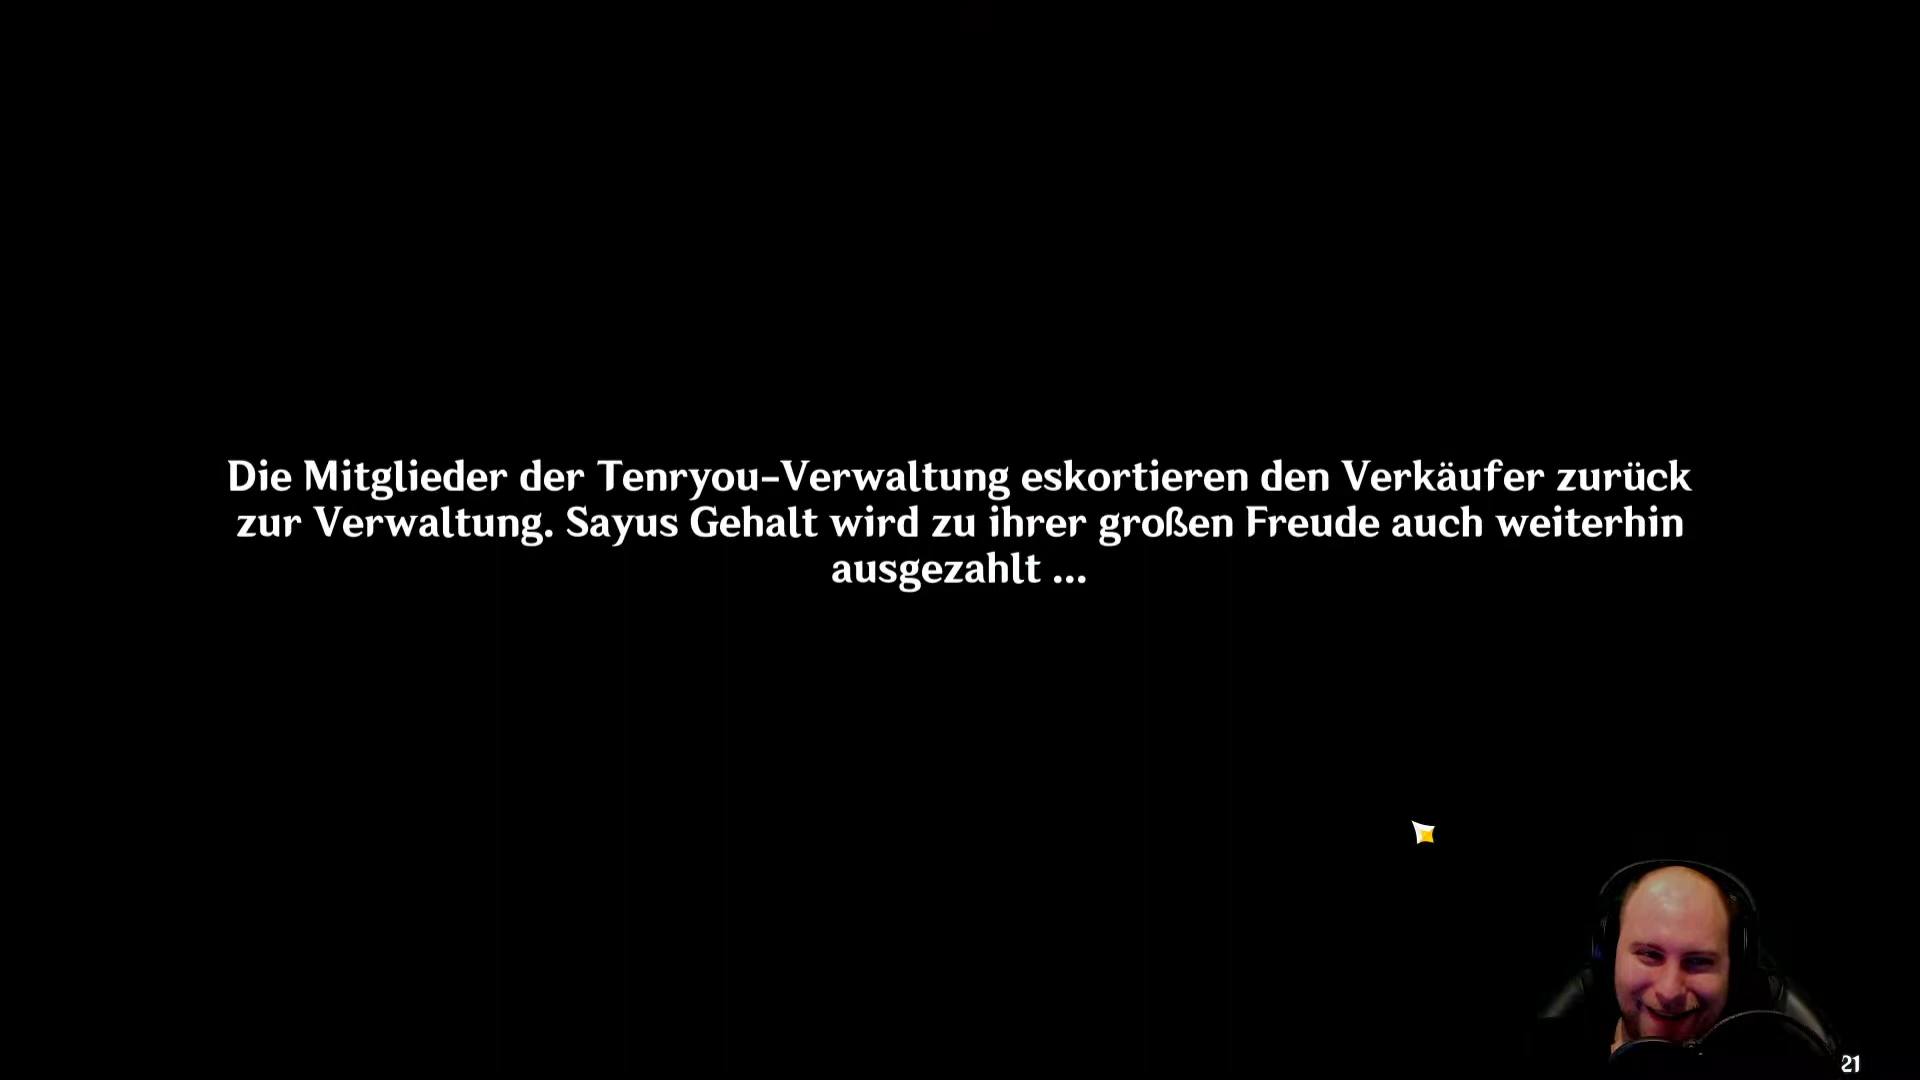 Die Mitglieder der Tenryou-Verwaltung eskortieren den Verkäufer zurück
zur Verwaltung. Sayus Gehalt wird zu ihrer großen Freude auch weiterhin
ausgezahlt ...
21